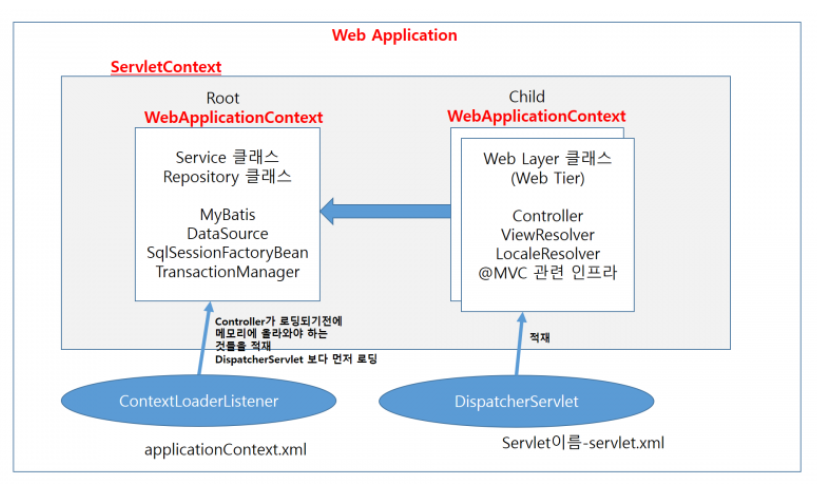 Web Application
ServletContext
Root
WebApplicationContext
Service 클래스
Repository 클래스
MyBatis
DataSource
SqlSessionFactoryBean
TransactionManager
Child
WebApplicationContext
Web Layer 클래스
(Web Tier)
Controller
ViewResolver
LocaleResolver
@MVC 관련 인프라
Controller가 로딩되기전에
메모리에 올라와야 하는
것들을 적재
DispatcherServlet 보다 먼저 로딩
적재
ContextLoaderListener
DispatcherServlet
applicationContext.xml
Servlet이름-servlet.xml